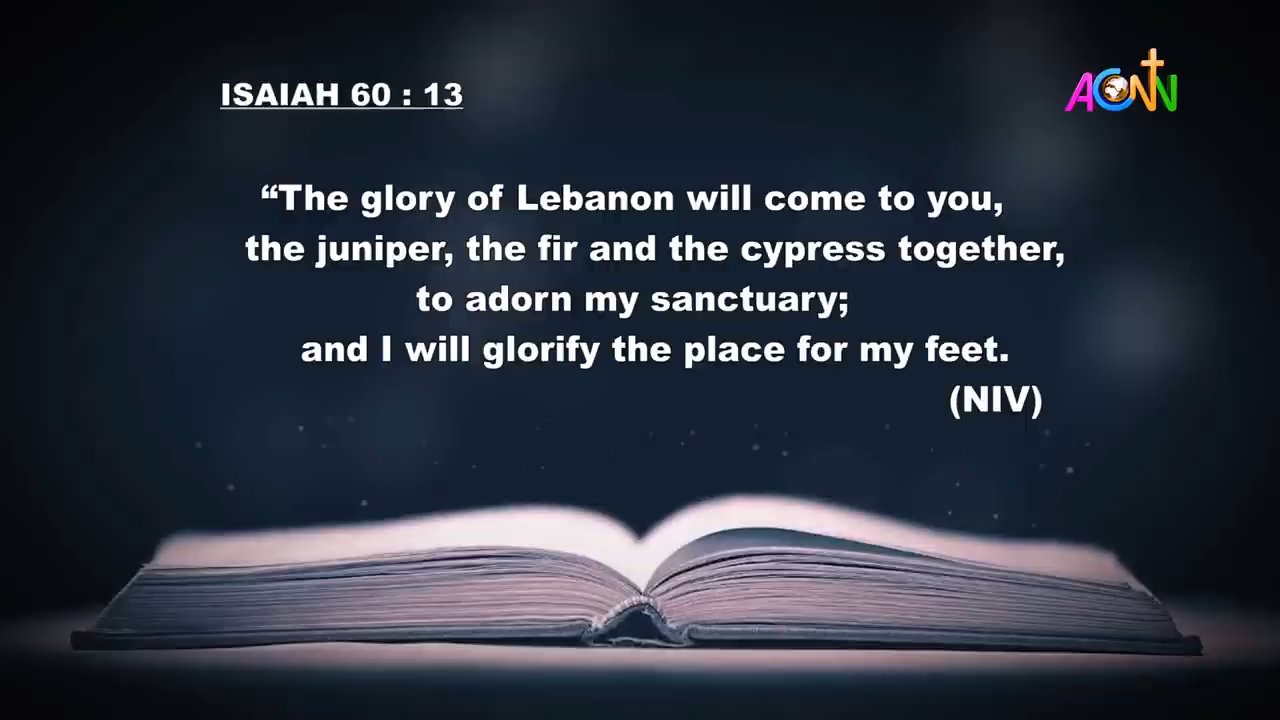 ISAIAH 60 : 13
ACNN
“The glory of Lebanon will come to you,
the juniper, the fir and the cypress together,
to adorn my sanctuary;
and I will glorify the place for my feet.
(NIV)